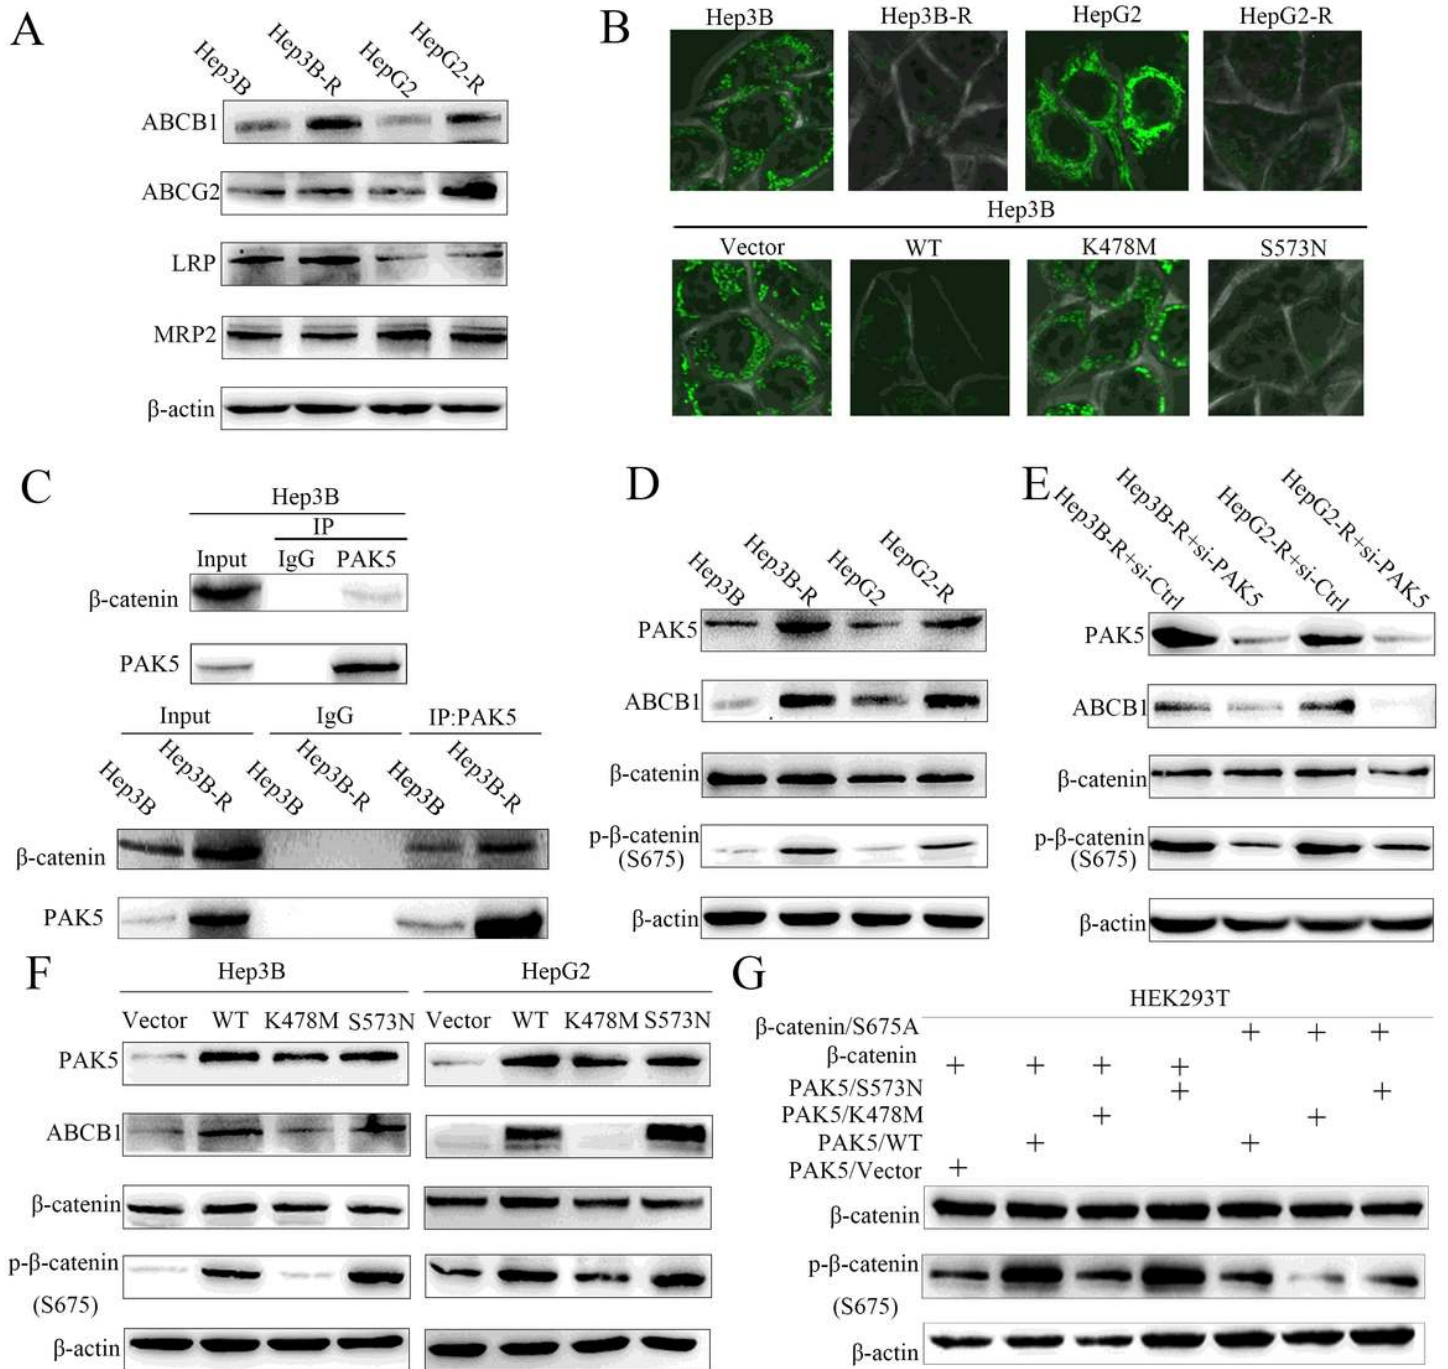 A
Hep3B Hep3B-R HepG2 HepG2-R
ABCB1
ABCG2
LRP
MRP2
β-actin
B
Hep3B Hep3B-R HepG2 HepG2-R
Hep3B
Vector WT K478M S573N
C
Hep3B
IP
Input IgG PAK5
β-catenin
PAK5
Input IgG IP:PAK5
Hep3B Hep3B-R Hep3B Hep3B-R Hep3B Hep3B-R
β-catenin
PAK5
D
Hep3B Hep3B-R HepG2 HepG2-R
PAK5
ABCB1
β-catenin
p-β-catenin
(S675)
β-actin
E
Hep3B-R+si-Ctrl Hep3B-R+si-PAK5 HepG2-R+si-Ctrl HepG2-R+si-PAK5
PAK5
ABCB1
β-catenin
p-β-catenin
(S675)
β-actin
F
Hep3B HepG2
Vector WT K478M S573N Vector WT K478M S573N
PAK5
ABCB1
β-catenin
p-β-catenin
(S675)
β-actin
G
HEK293T
β-catenin/S675A + + +
β-catenin + + + +
PAK5/S573N + +
PAK5/K478M + +
PAK5/WT + +
PAK5/Vector +
β-catenin
p-β-catenin
(S675)
β-actin